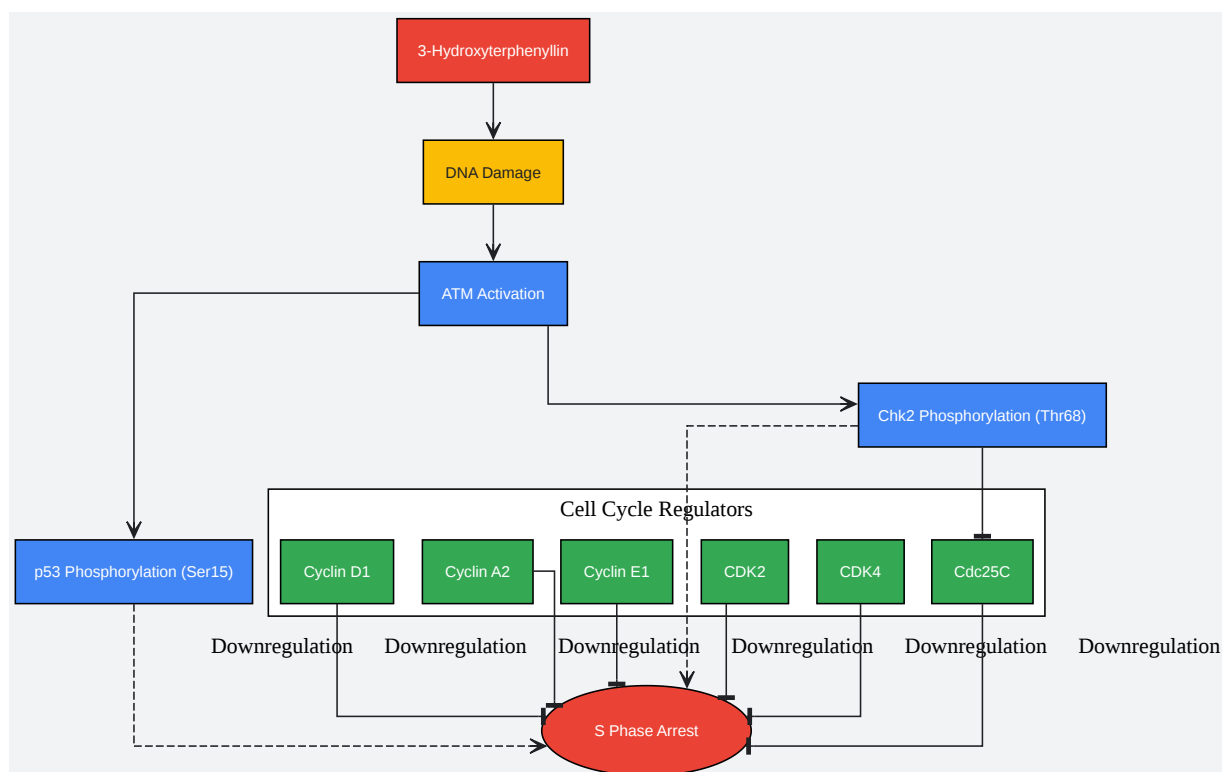 3-Hydroxyterphenyllin
DNA Damage
ATM Activation
Chk2 Phosphorylation (Thr68)
Cell Cycle Regulators
p53 Phosphorylation (Ser15)
Cyclin D1
Cyclin A2
Cyclin E1
CDK2
CDK4
Cdc25C
Downregulation
Downregulation
Downregulation
Downregulation
Downregulation
Downregulation
S Phase Arrest